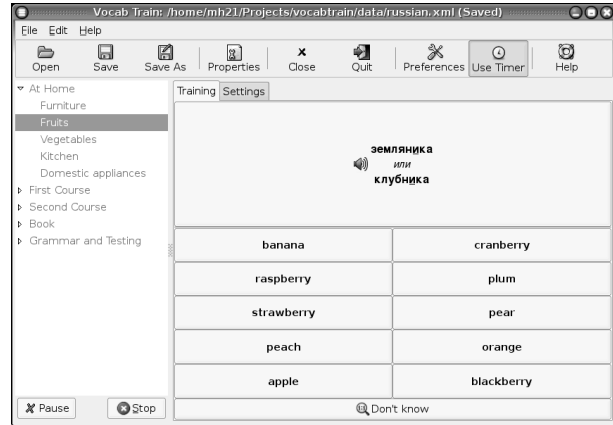 Vocab Train: /home/mh21/Projects/vocabtrain/data/russian.xml (Saved)
File Edit Help
Open Save Save As Properties Close Quit Preferences Use Timer Help
At Home
Furniture
Fruits
Vegetables
Kitchen
Domestic appliances
First Course
Second Course
Book
Grammar and Testing
Training Settings
земляника
или
клубника
banana cranberry
raspberry plum
strawberry pear
peach orange
apple blackberry
Pause Stop Don't know